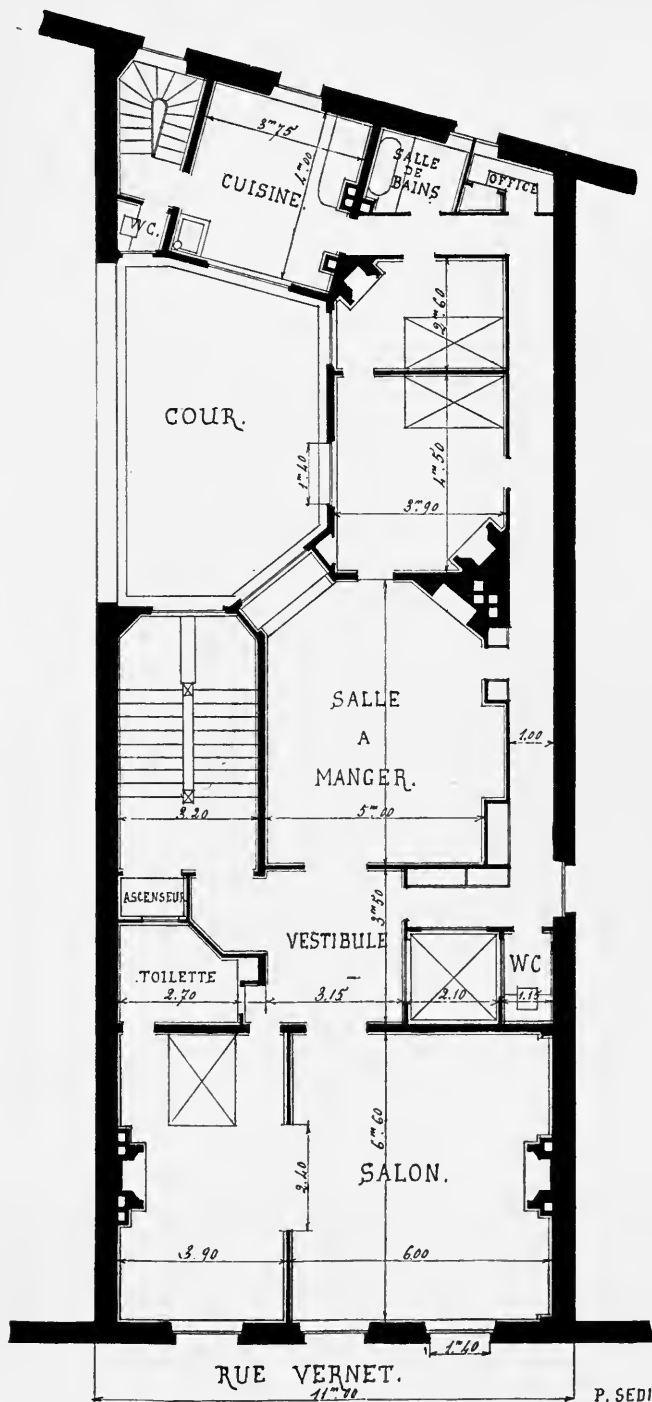 3ᵐ75
4ᵐ00
CUISINE.
SALLE
DE
BAINS
OFFICE
WC.
2ᵐ60
COUR.
1ᵐ40
4ᵐ50
3ᵐ90
SALLE
A
MANGER.
1.00
3.20
5ᵐ00
ASCENSEUR
3ᵐ50
VESTIBULE
WC
TOILETTE
2.70
3.15
2.10
1.15
6ᵐ60
2.40
SALON.
3.90
6.00
1ᵐ40
RUE VERNET.
11ᵐ00
P. SEDI